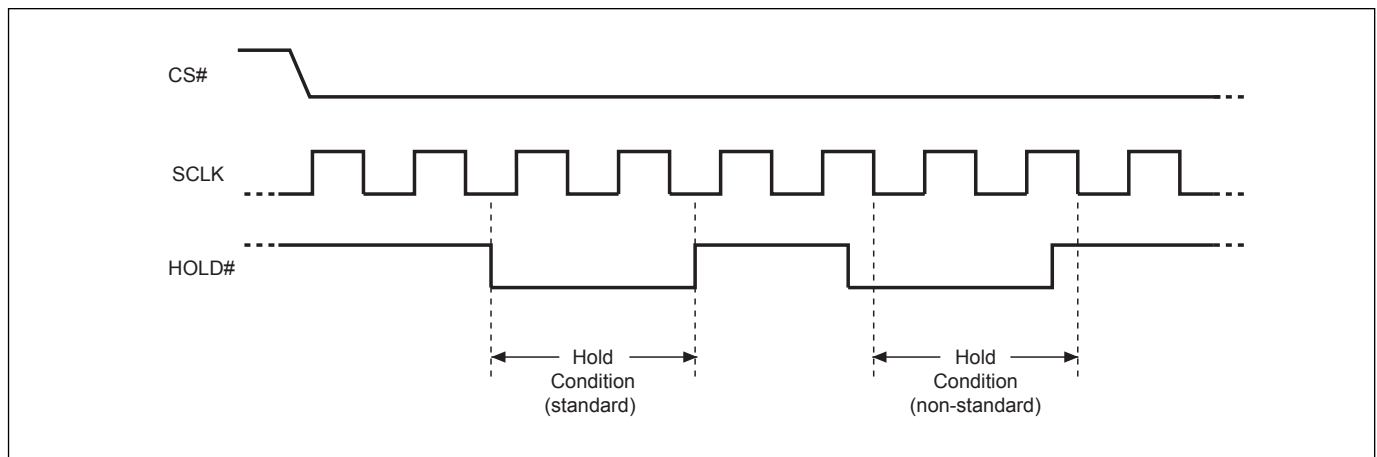 CS#
SCLK
HOLD#
Hold
Condition
(standard)
Hold
Condition
(non-standard)